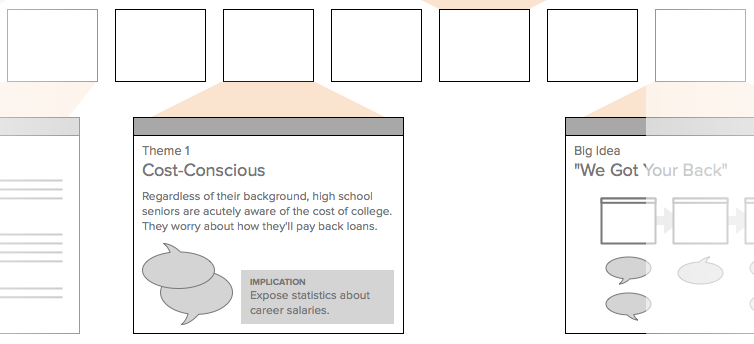 Theme 1
Cost-Conscious
Regardless of their background, high school
seniors are acutely aware of the cost of college.
They worry about how they'll pay back loans.
IMPLICATION
Expose statistics about
career salaries.
Big Idea
"We Got Your Back"